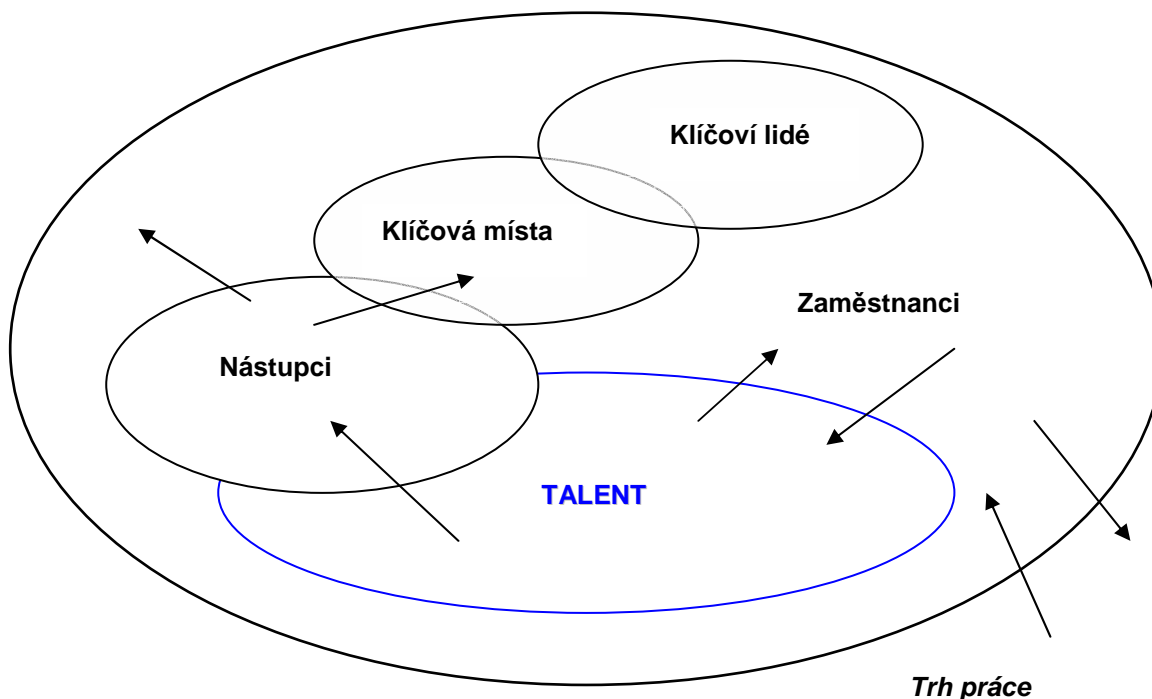 Klíčoví lidé
Klíčová místa
Zaměstnanci
Nástupci
TALENT
Trh práce